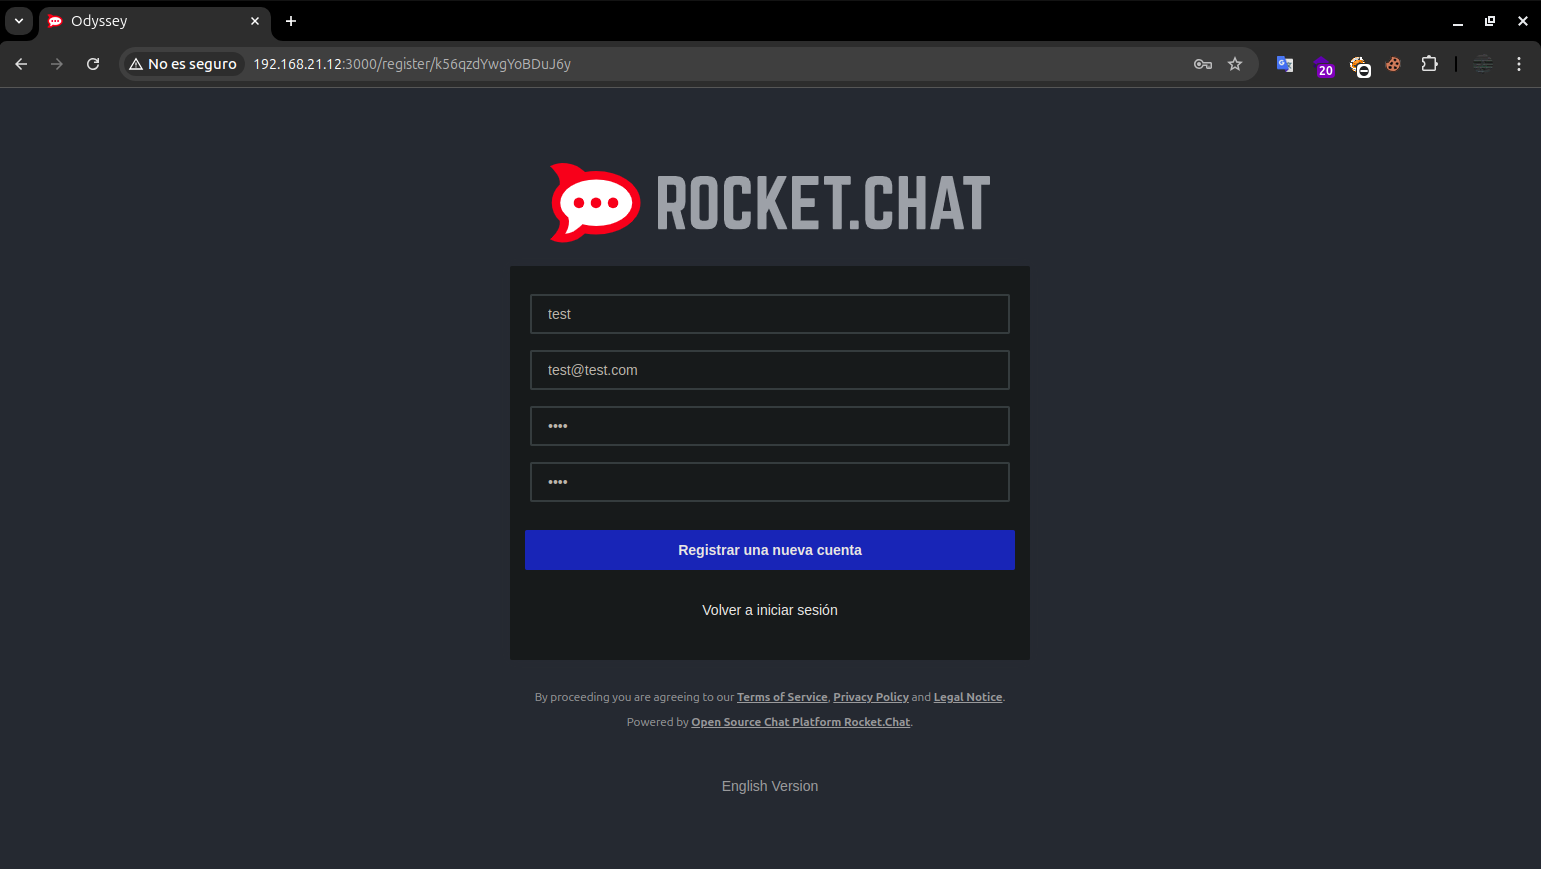 Odyssey
No es seguro 192.168.21.12:3000/register/k56qzdYwgYoBDuJ6y
20
ROCKET.CHAT
test
test@test.com
••••
••••
Registrar una nueva cuenta
Volver a iniciar sesión
By proceeding you are agreeing to our Terms of Service, Privacy Policy and Legal Notice.
Powered by Open Source Chat Platform Rocket.Chat.
English Version